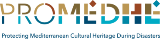 PROMEDHE
Protecting Mediterranean Cultural Heritage During Disasters